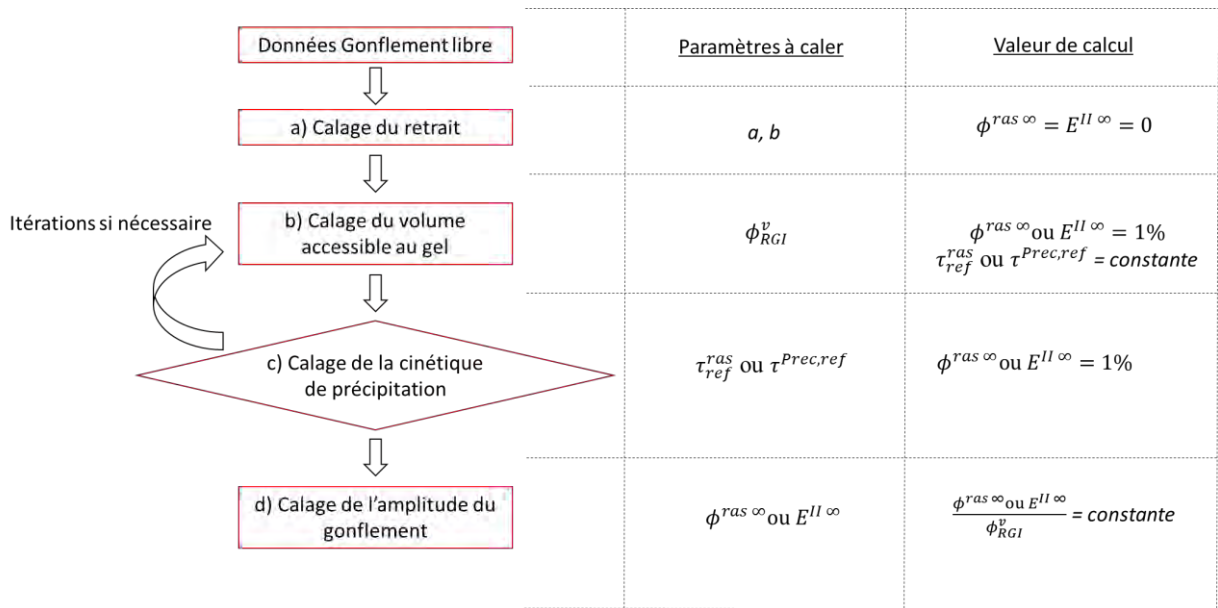 Données Gonflement libre
Paramètres à caler
Valeur de calcul
a) Calage du retrait
a, b
ϕ^{ras ∞} = E^{II ∞} = 0
Itérations si nécessaire
b) Calage du volume
accessible au gel
ϕ^{v}_{RGI}
ϕ^{ras ∞} ou E^{II ∞} = 1%
τ^{ras}_{ref} ou τ^{Prec,ref} = constante
c) Calage de la cinétique
de précipitation
τ^{ras}_{ref} ou τ^{Prec,ref}
ϕ^{ras ∞} ou E^{II ∞} = 1%
d) Calage de l'amplitude du
gonflement
ϕ^{ras ∞} ou E^{II ∞}
\frac{ϕ^{ras ∞} ou E^{II ∞}}{ϕ^{v}_{RGI}} = constante